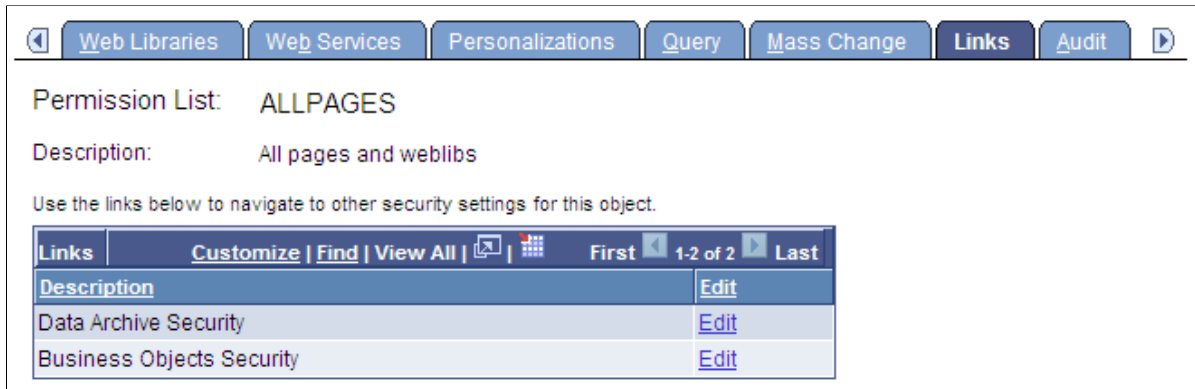 Web Libraries Web Services Personalizations Query Mass Change Links Audit
Permission List: ALLPAGES
Description: All pages and weblibs
Use the links below to navigate to other security settings for this object.
Links Customize | Find | View All | | First 1-2 of 2 Last
Description Edit
Data Archive Security Edit
Business Objects Security Edit